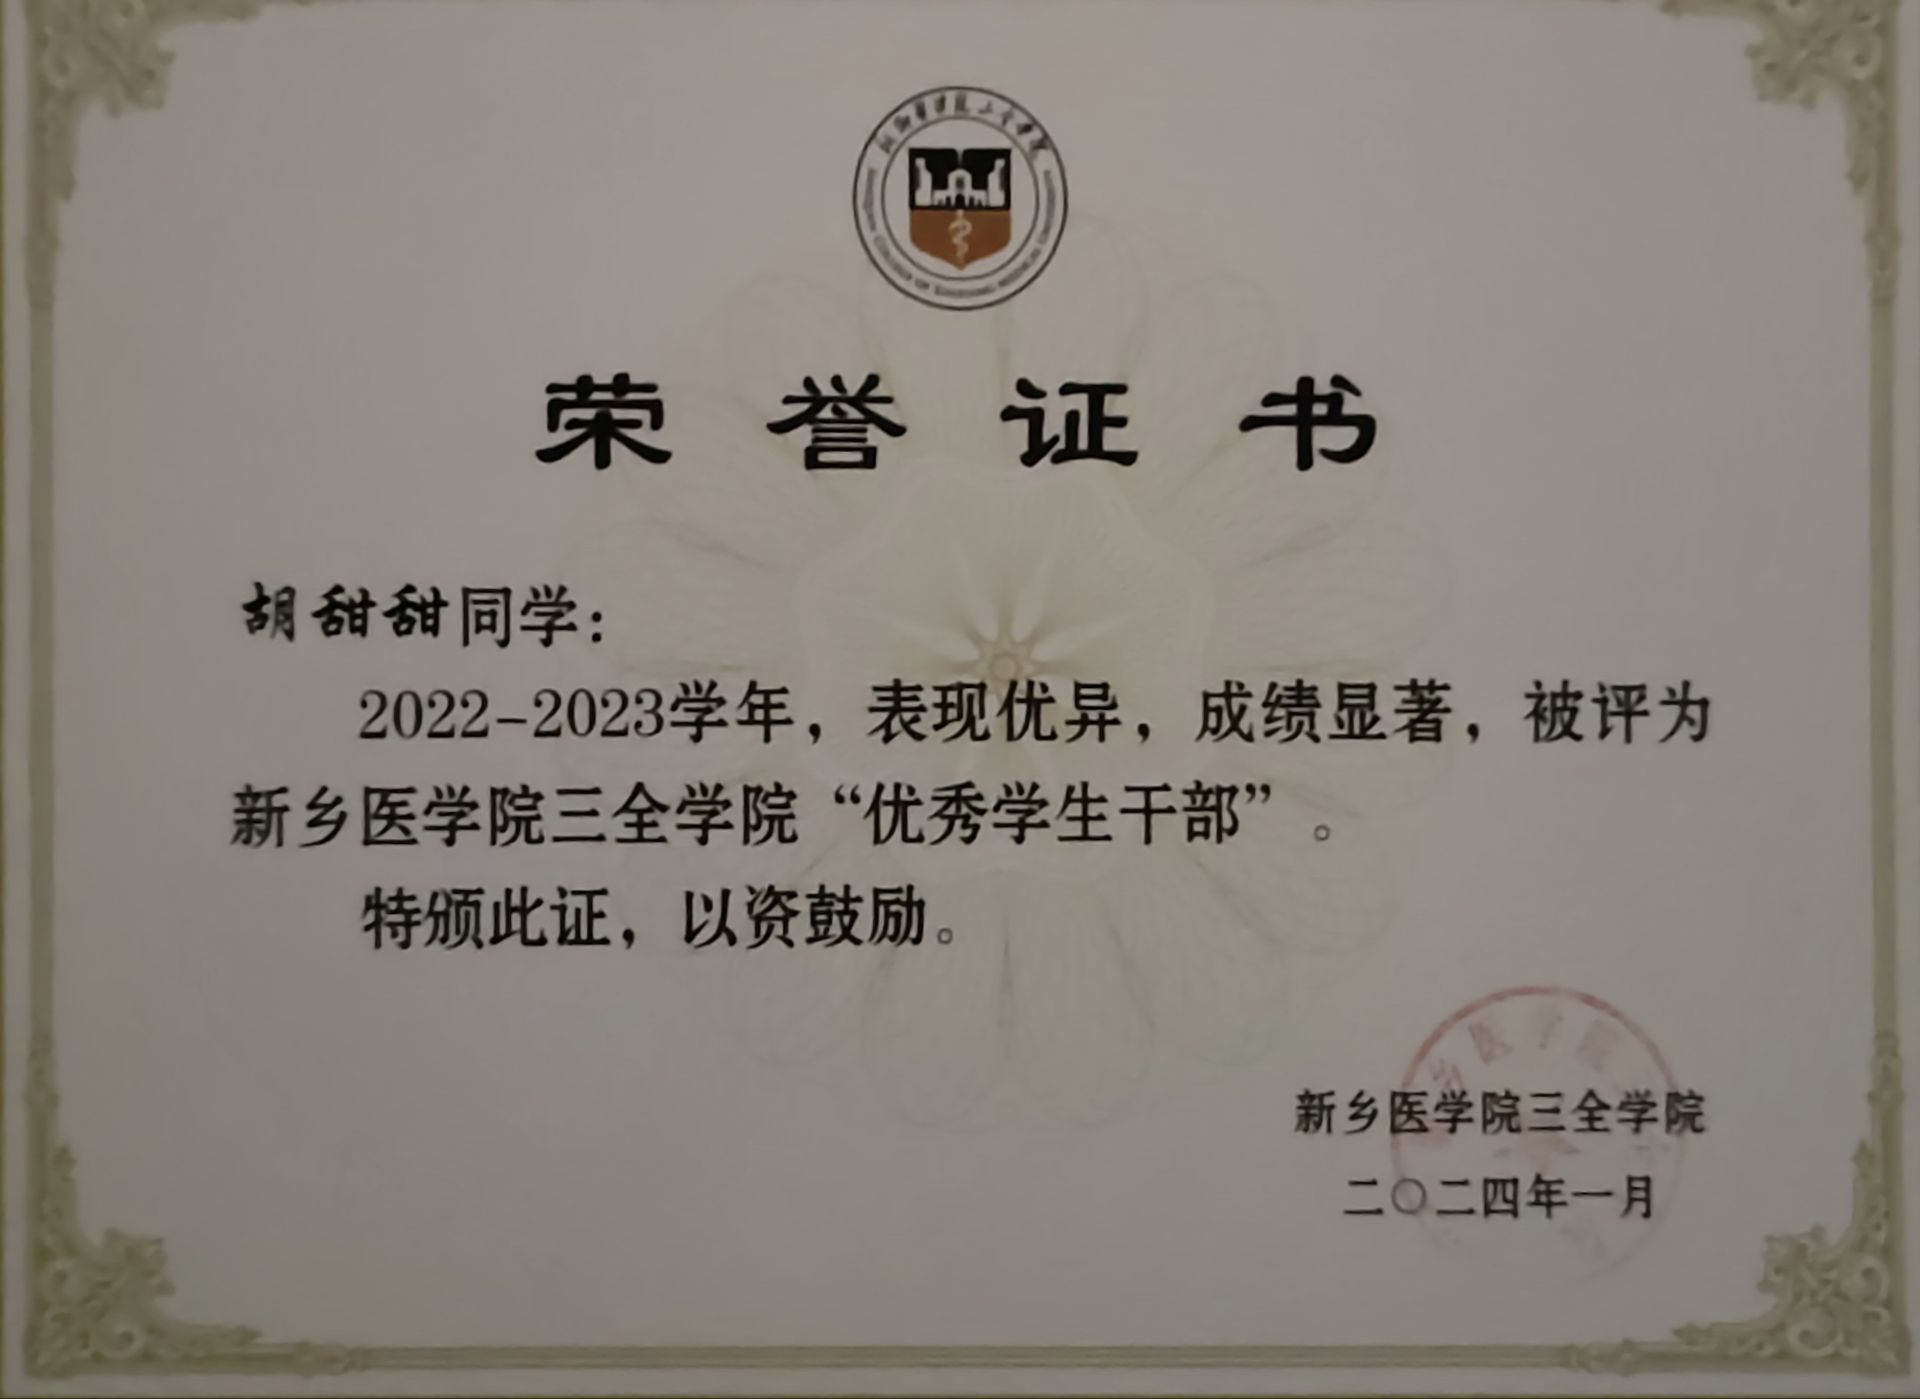 荣誉证书
胡甜甜同学：
2022-2023学年，表现优异，成绩显著，被评为
新乡医学院三全学院“优秀学生干部”。
特颁此证，以资鼓励。
新乡医学院三全学院
二〇二四年一月